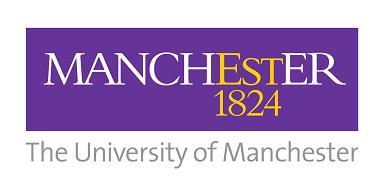 MANCHEstER
1824
The University of Manchester